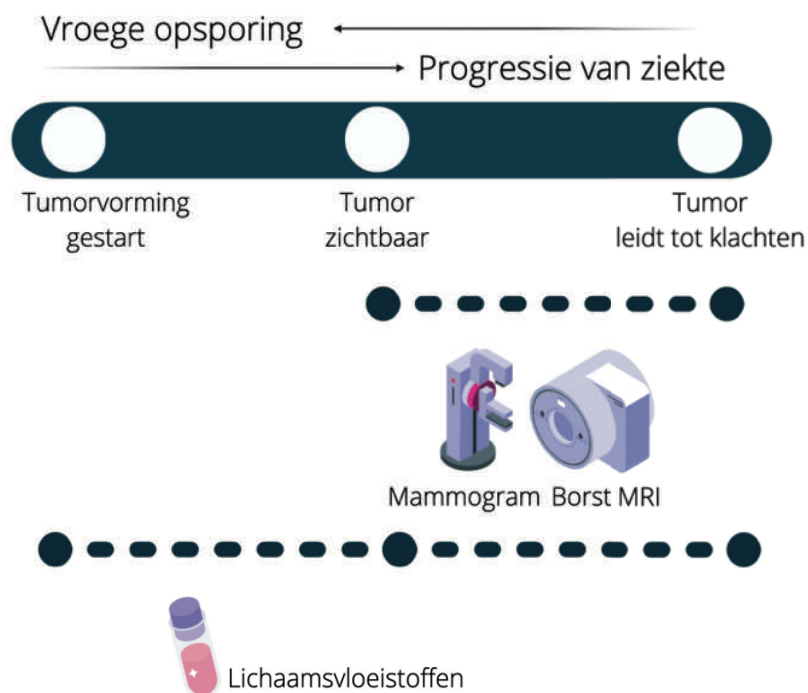 Vroege opsporing
Progressie van ziekte
Tumorvorming
gestart
Tumor
zichtbaar
Tumor
leidt tot klachten
Mammogram
Borst MRI
Lichaamsvloeistoffen